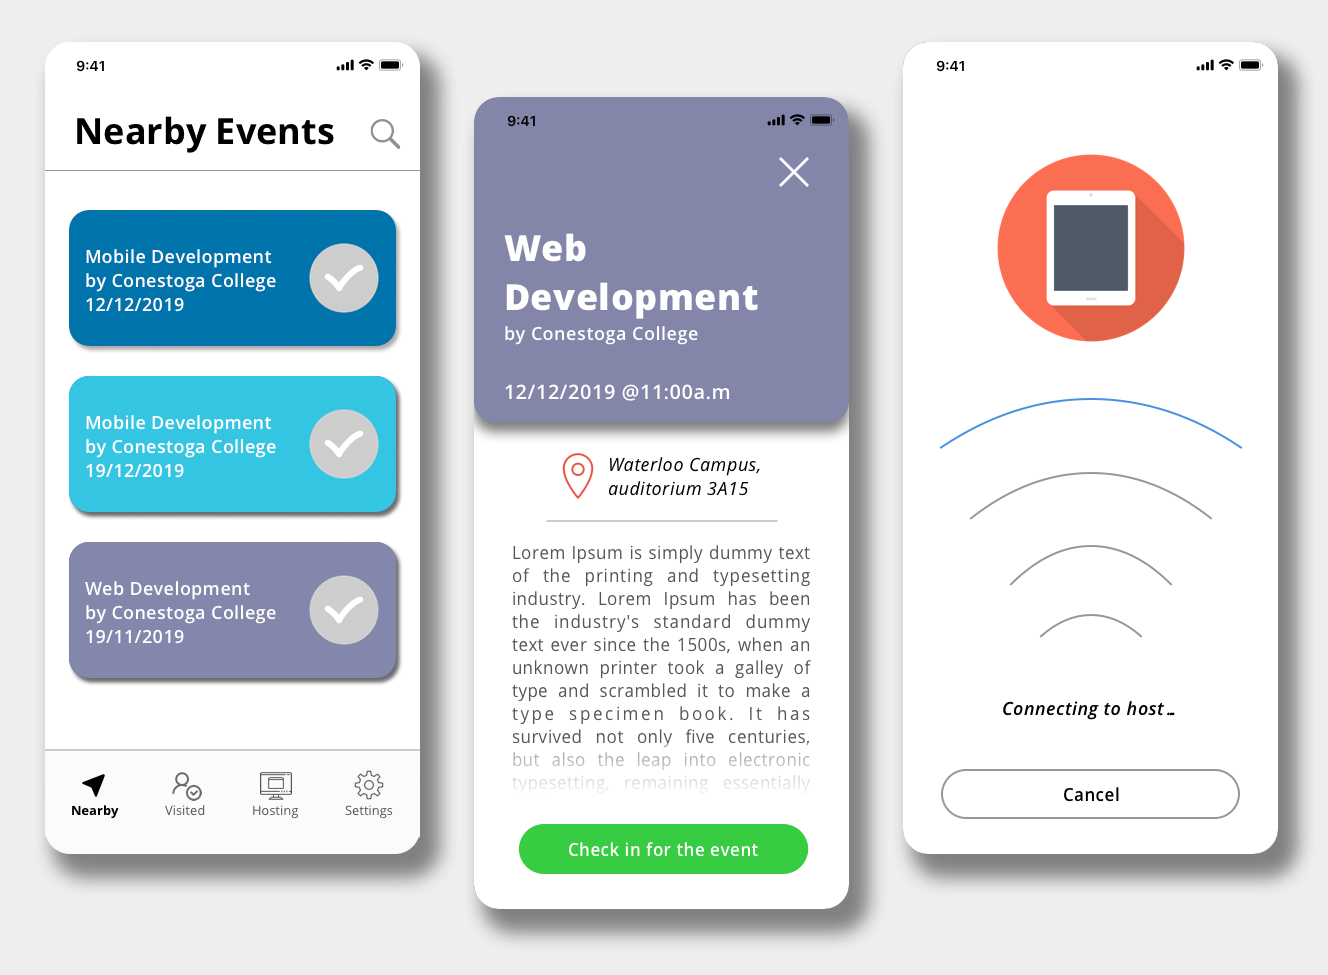 9:41
Nearby Events
Mobile Development
by Conestoga College
12/12/2019
Mobile Development
by Conestoga College
19/12/2019
Web Development
by Conestoga College
19/11/2019
Nearby
Visited
Hosting
Settings
9:41
Web
Development
by Conestoga College
12/12/2019 @11:00a.m
Waterloo Campus,
auditorium 3A15
Lorem Ipsum is simply dummy text
of the printing and typesetting
industry. Lorem Ipsum has been
the industry's standard dummy
text ever since the 1500s, when an
unknown printer took a galley of
type and scrambled it to make a
type specimen book. It has
survived not only five centuries,
but also the leap into electronic
typesetting, remaining essentially
Check in for the event
9:41
Connecting to host...
Cancel